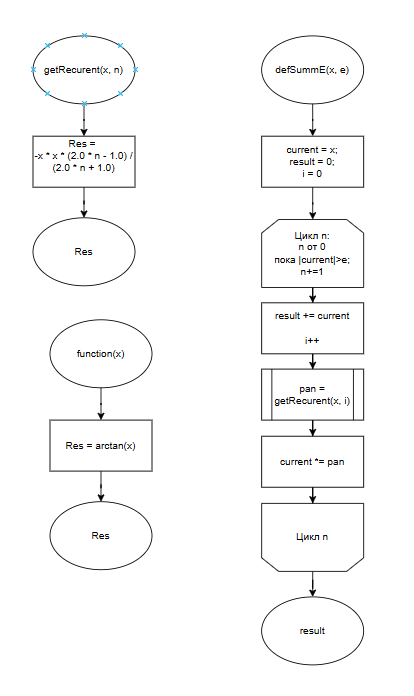 getRecurent(x, n)
Res =
-x * x * (2.0 * n - 1.0) /
(2.0 * n + 1.0)
Res
function(x)
Res = arctan(x)
Res
defSummE(x, e)
current = x;
result = 0;
i = 0
Цикл n:
n от 0
пока |current|>e;
n+=1
result += current
i++
pan =
getRecurent(x, i)
current *= pan
Цикл n
result